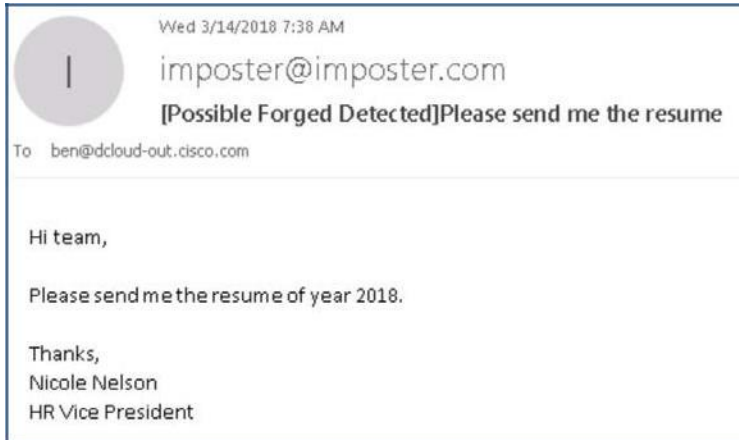 Wed 3/14/2018 7:38 AM
I
imposter@imposter.com
[Possible Forged Detected]Please send me the resume
To ben@dcloud-out.cisco.com
Hi team,
Please send me the resume of year 2018.
Thanks,
Nicole Nelson
HR Vice President